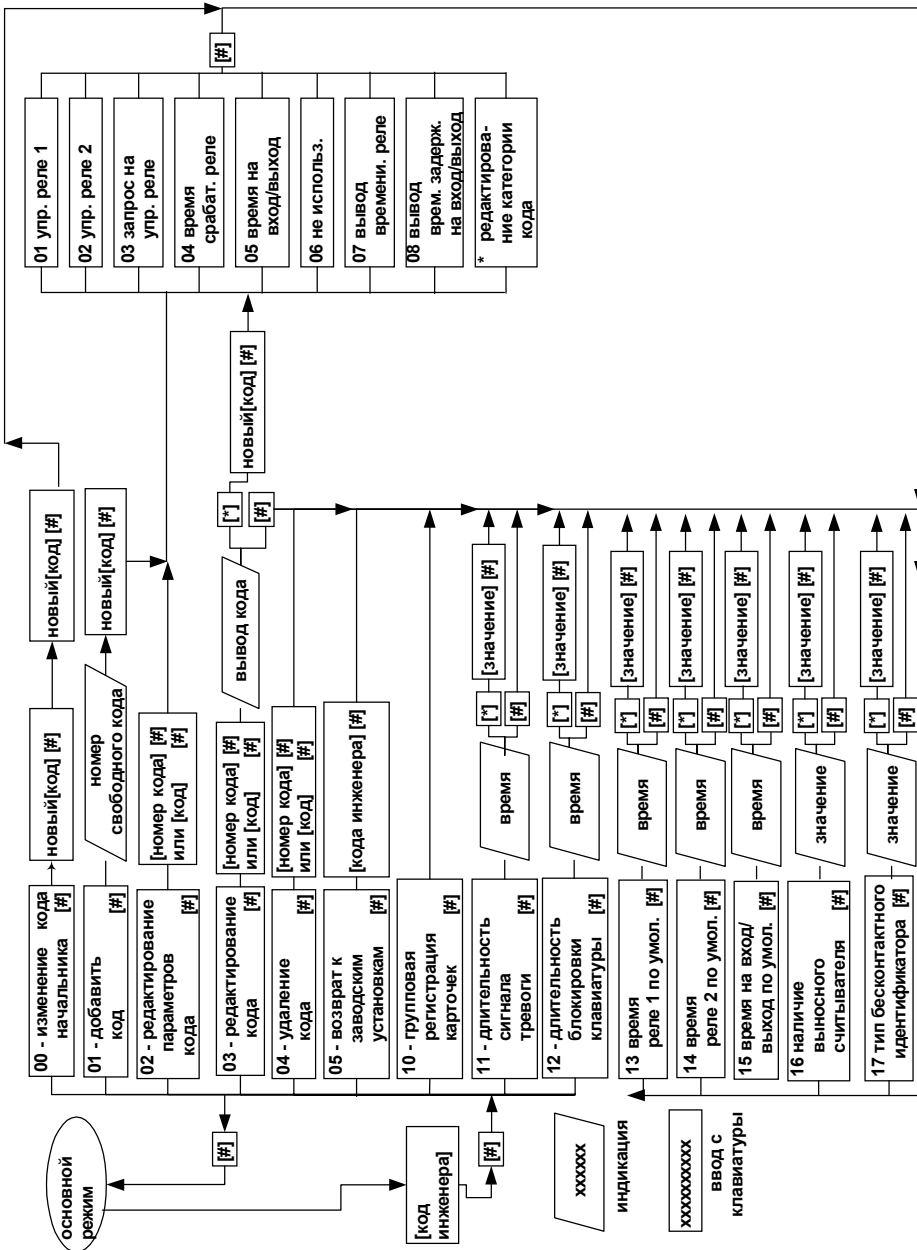 ОСНОВНОЙ
РЕЖИМ
[#]
[код
инженера]
[#]
xxxxxx
индикация
xxxxxxxxxx
ввод с
клавиатуры
00 - изменение кода
начальника [#]
новый[код] [#]
новый[код] [#]
01 - добавить
код [#]
номер
свободного кода
новый[код] [#]
02 - редактирование
параметров
кода [#]
[номер кода] [#]
или [код] [#]
03 - редактирование
кода [#]
[номер кода] [#]
или [код] [#]
вывод кода
[*]
[#]
новый[код] [#]
04 - удаление
кода [#]
[номер кода] [#]
или [код] [#]
05 - возврат к
заводским
установкам [#]
[кода инженера] [#]
10 - групповая
регистрация
карточек [#]
11 - длительность
сигнала
тревоги [#]
время
[*]
[#]
[значение] [#]
12 - длительность
блокировки
клавиатуры [#]
время
[*]
[#]
[значение] [#]
13 время
реле 1 по умол. [#]
время
[*]
[#]
[значение] [#]
14 время
реле 2 по умол. [#]
время
[*]
[#]
[значение] [#]
15 время на вход/
выход по умол. [#]
время
[*]
[#]
[значение] [#]
16 наличие
выносного
считывателя [#]
значение
[*]
[#]
[значение] [#]
17 тип бесконтактного
идентификатора [#]
значение
[*]
[#]
[значение] [#]
01 упр. реле 1
02 упр. реле 2
03 запрос на
упр. реле
04 время
срабат. реле
05 время на
вход/выход
06 не использ.
07 вывод
времени. реле
08 вывод
врем. задерж.
на вход/выход
* редактирова-
ние категории
кода
[#]